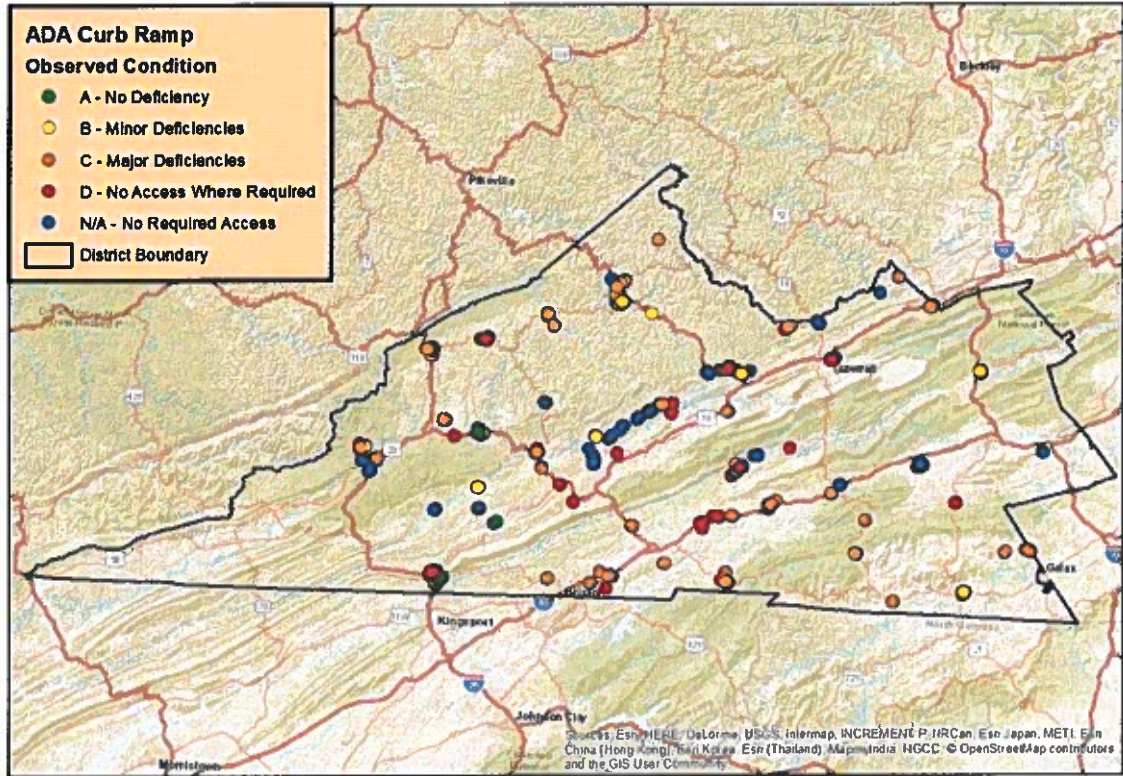 ADA Curb Ramp
Observed Condition
A - No Deficiency
B - Minor Deficiencies
C - Major Deficiencies
D - No Access Where Required
N/A - No Required Access
District Boundary
Beckley
Pikeville
Galax
Kingsport
Johnson City
Morristown
Sources: Esri, HERE, DeLorme, USGS, Intermap, INCREMENT P, NRCan, Esri Japan, METI, Esri
China (Hong Kong), Esri Korea, Esri (Thailand), MapmyIndia, NGCC, © OpenStreetMap contributors
and the GIS User Community